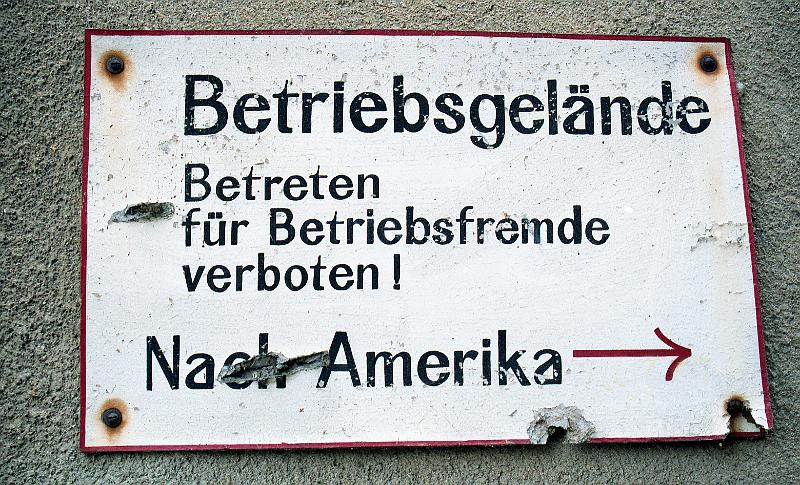 Betriebsgelände
Betreten
für Betriebsfremde
verboten!
Nach Amerika →